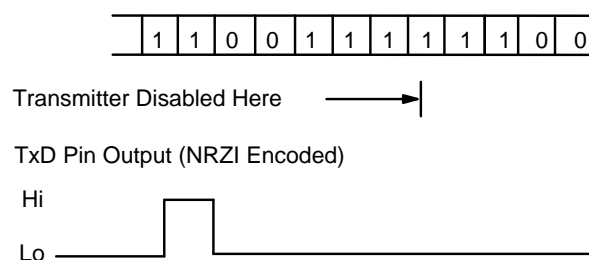 1 1 0 0 1 1 1 1 1 1 0 0
Transmitter Disabled Here
TxD Pin Output (NRZI Encoded)
Hi
Lo